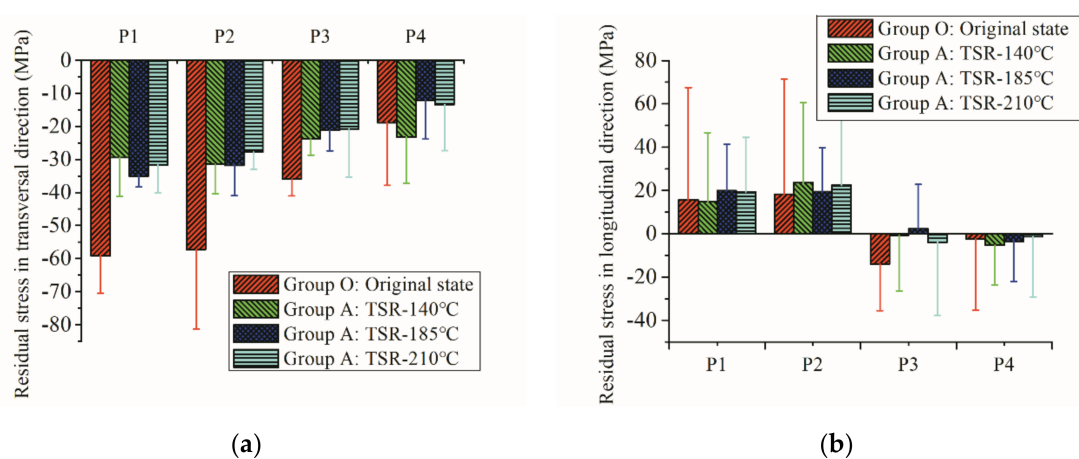 P1 P2 P3 P4
0
-10
-20
-30
-40
-50
-60
-70
-80
Residual stress in transversal direction (MPa)
Group O: Original state
Group A: TSR-140℃
Group A: TSR-185℃
Group A: TSR-210℃
(a)
Group O: Original state
Group A: TSR-140℃
Group A: TSR-185℃
Group A: TSR-210℃
80
60
40
20
0
-20
-40
Residual stress in longitudinal direction (MPa)
P1 P2 P3 P4
(b)